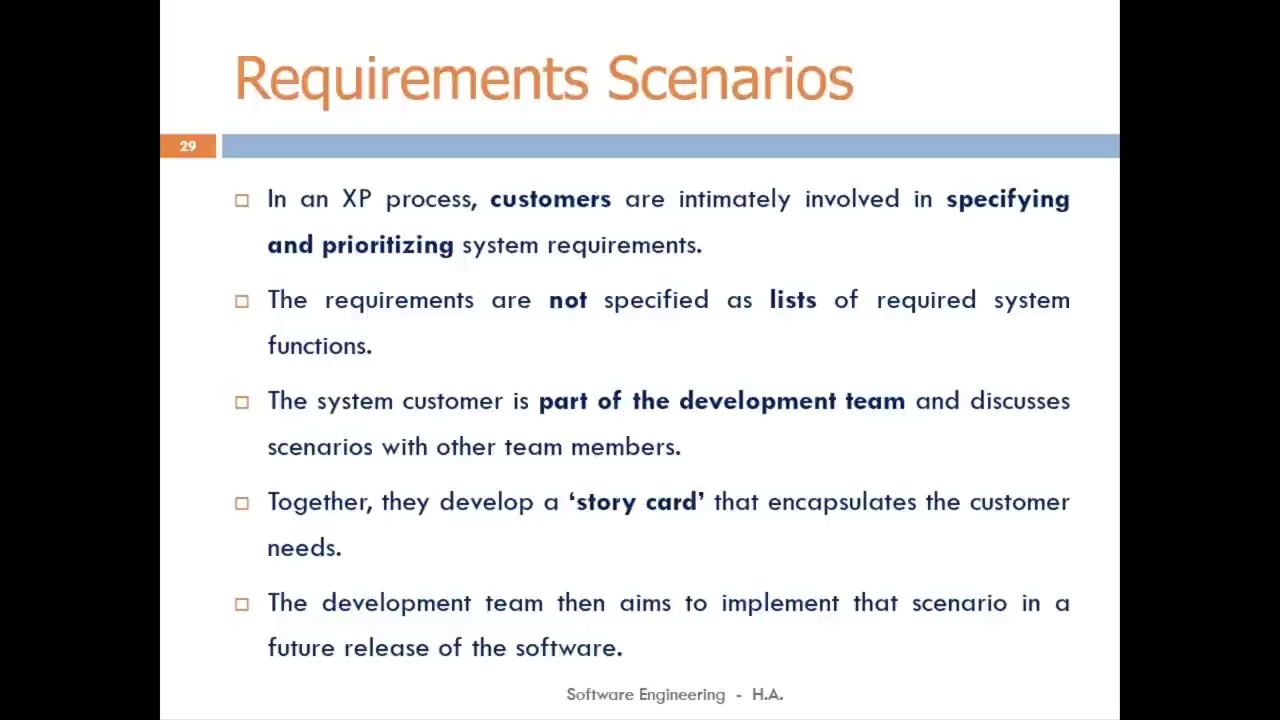 Requirements Scenarios
29
In an XP process, customers are intimately involved in specifying
and prioritizing system requirements.
The requirements are not specified as lists of required system
functions.
The system customer is part of the development team and discusses
scenarios with other team members.
Together, they develop a ‘story card’ that encapsulates the customer
needs.
The development team then aims to implement that scenario in a
future release of the software.
Software Engineering - H.A.